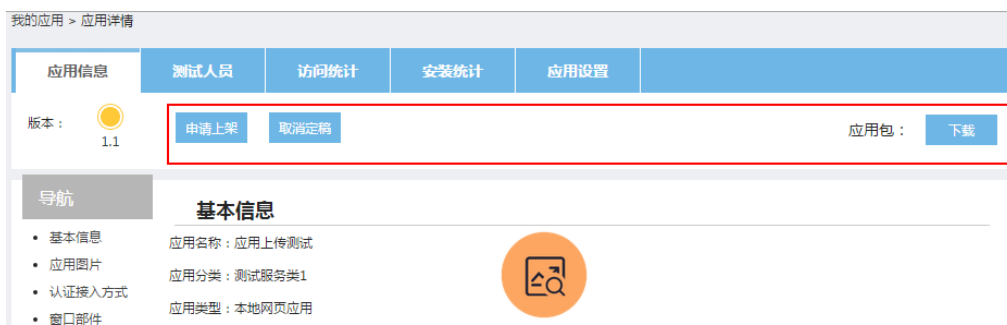 我的应用 > 应用详情
应用信息 测试人员 访问统计 安装统计 应用设置
版本： 1.1 申请上架 取消定稿 应用包： 下载
导航
• 基本信息
• 应用图片
• 认证接入方式
• 窗口部件
基本信息
应用名称：应用上传测试
应用分类：测试服务类1
应用类型：本地网页应用